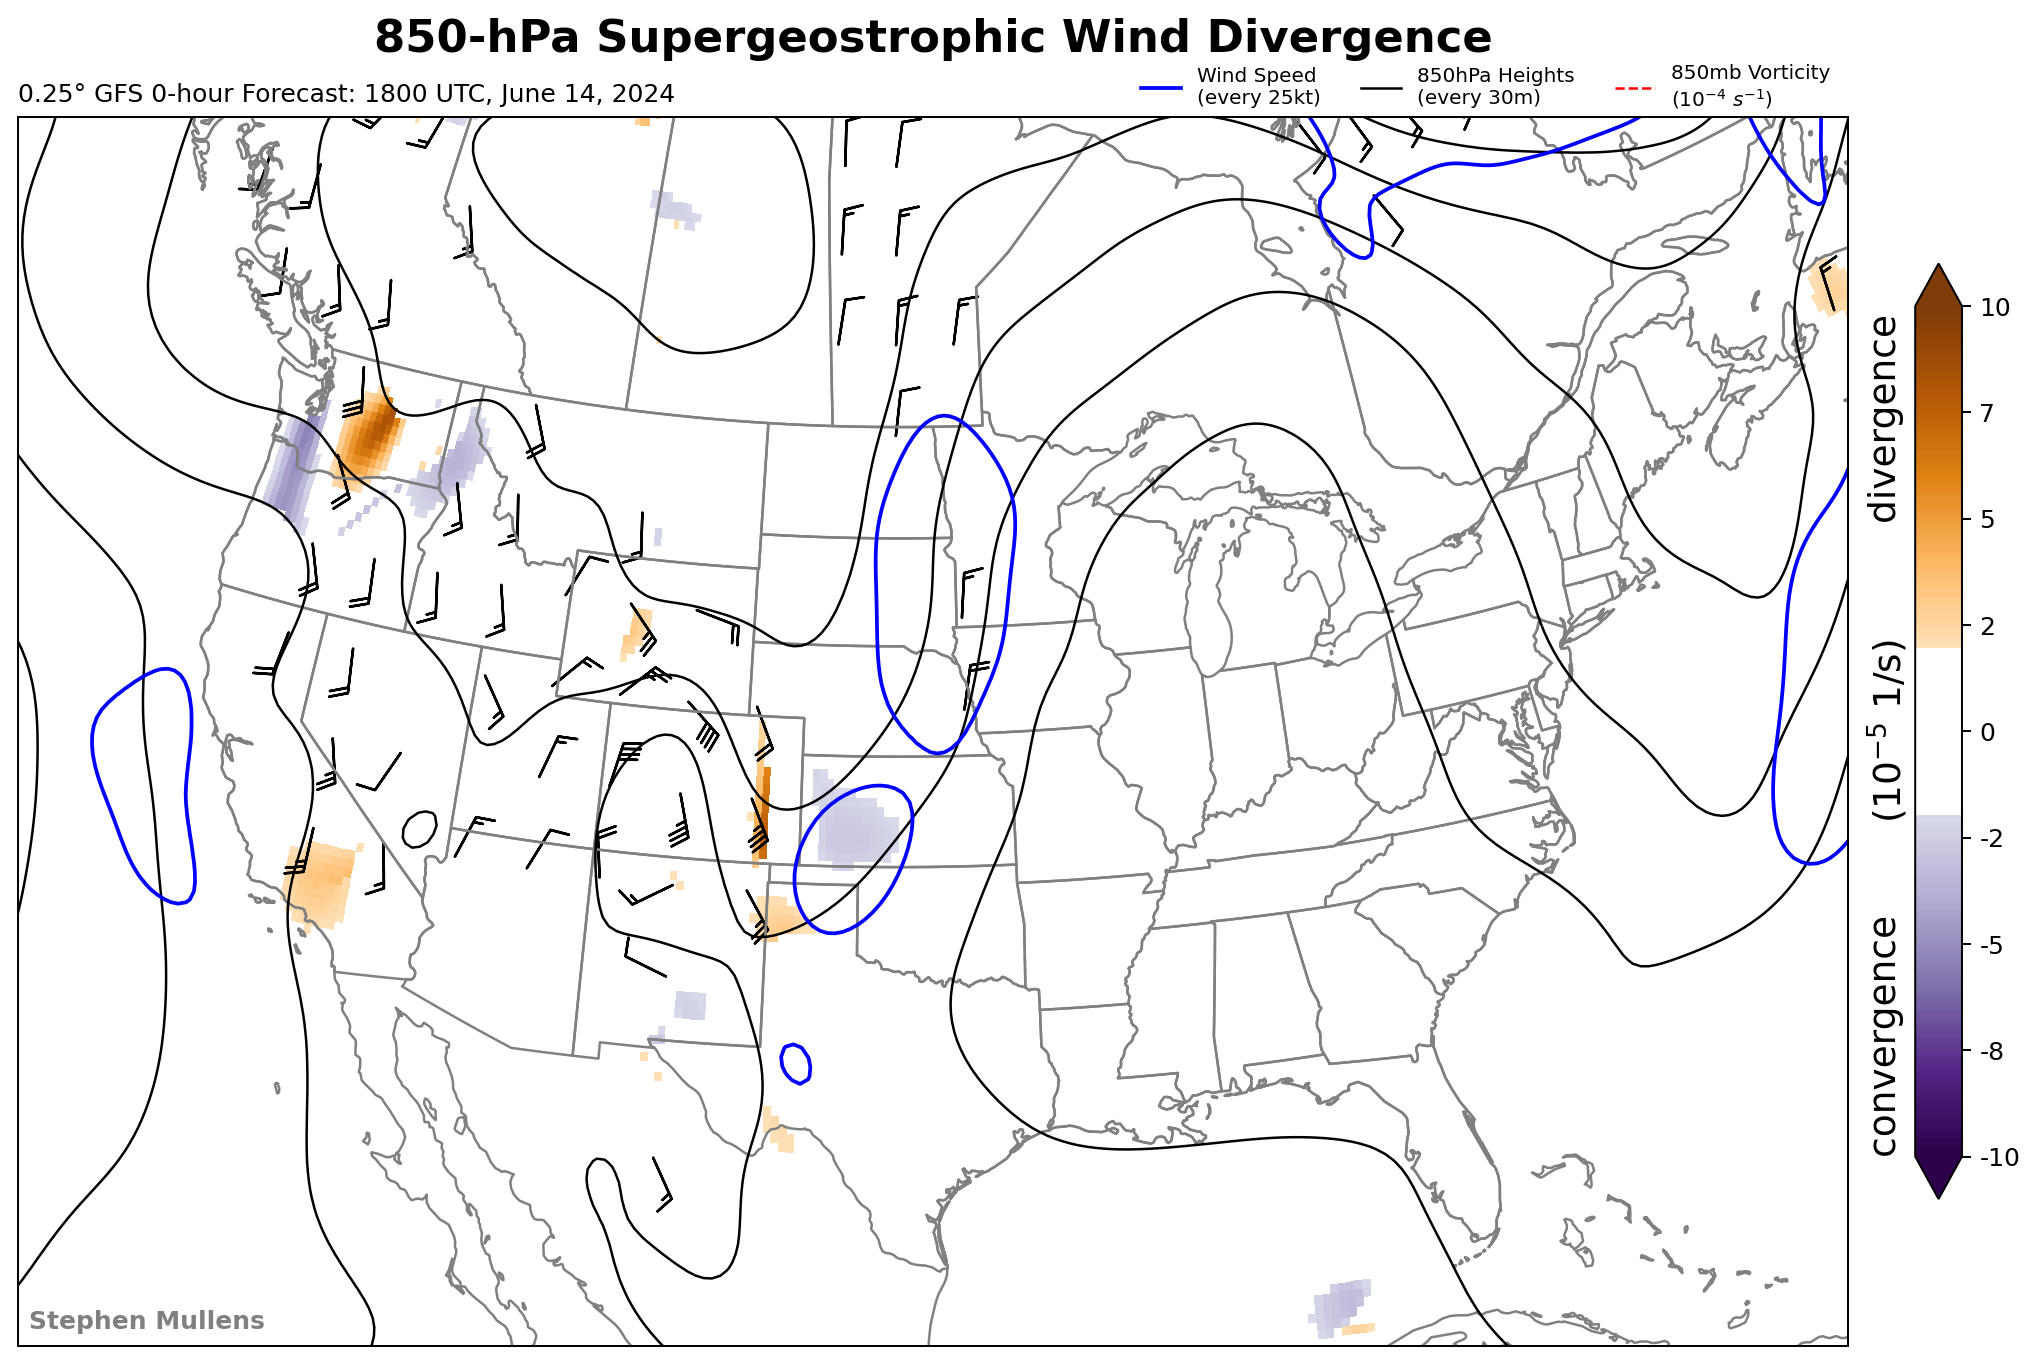 850-hPa Supergeostrophic Wind Divergence
0.25° GFS 0-hour Forecast: 1800 UTC, June 14, 2024
Wind Speed
(every 25kt)
850hPa Heights
(every 30m)
850mb Vorticity
(10⁻⁴ s⁻¹)
10
7
5
2
0
-2
-5
-8
-10
convergence (10⁻⁵ 1/s) divergence
Stephen Mullens